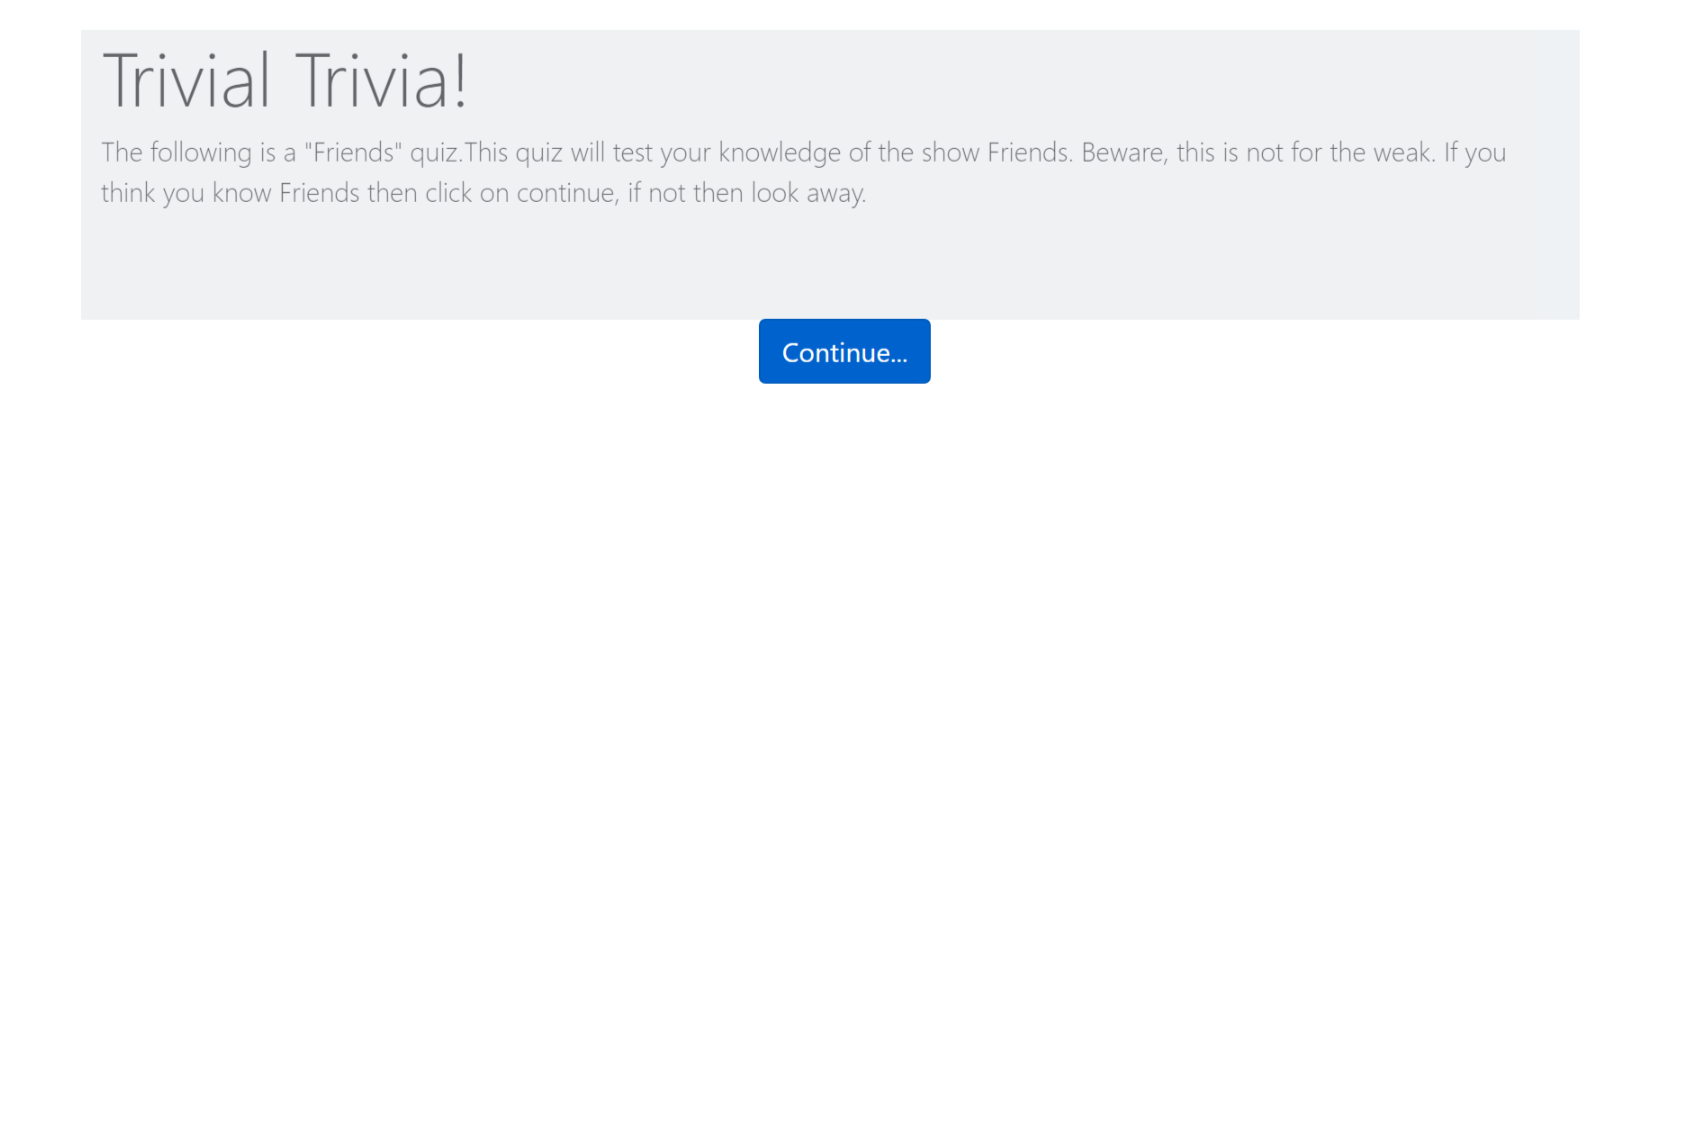 Trivial Trivia!
The following is a "Friends" quiz.This quiz will test your knowledge of the show Friends. Beware, this is not for the weak. If you
think you know Friends then click on continue, if not then look away.
Continue...